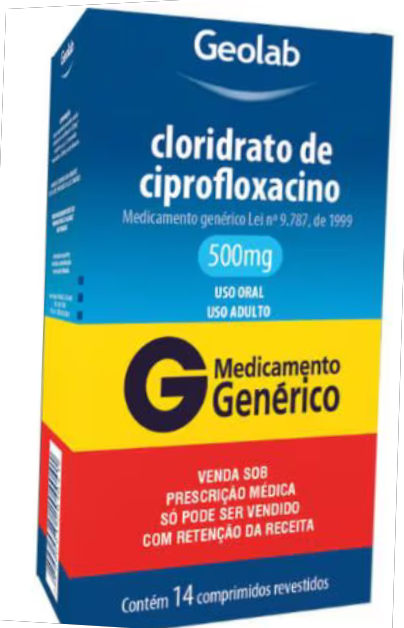 Geolab
cloridrato de
ciprofloxacino
Medicamento genérico Lei nº 9.787, de 1999
500mg
USO ORAL
USO ADULTO
G Medicamento
Genérico
VENDA SOB
PRESCRIÇÃO MÉDICA
SÓ PODE SER VENDIDO
COM RETENÇÃO DA RECEITA
Contém 14 comprimidos revestidos
Geolab